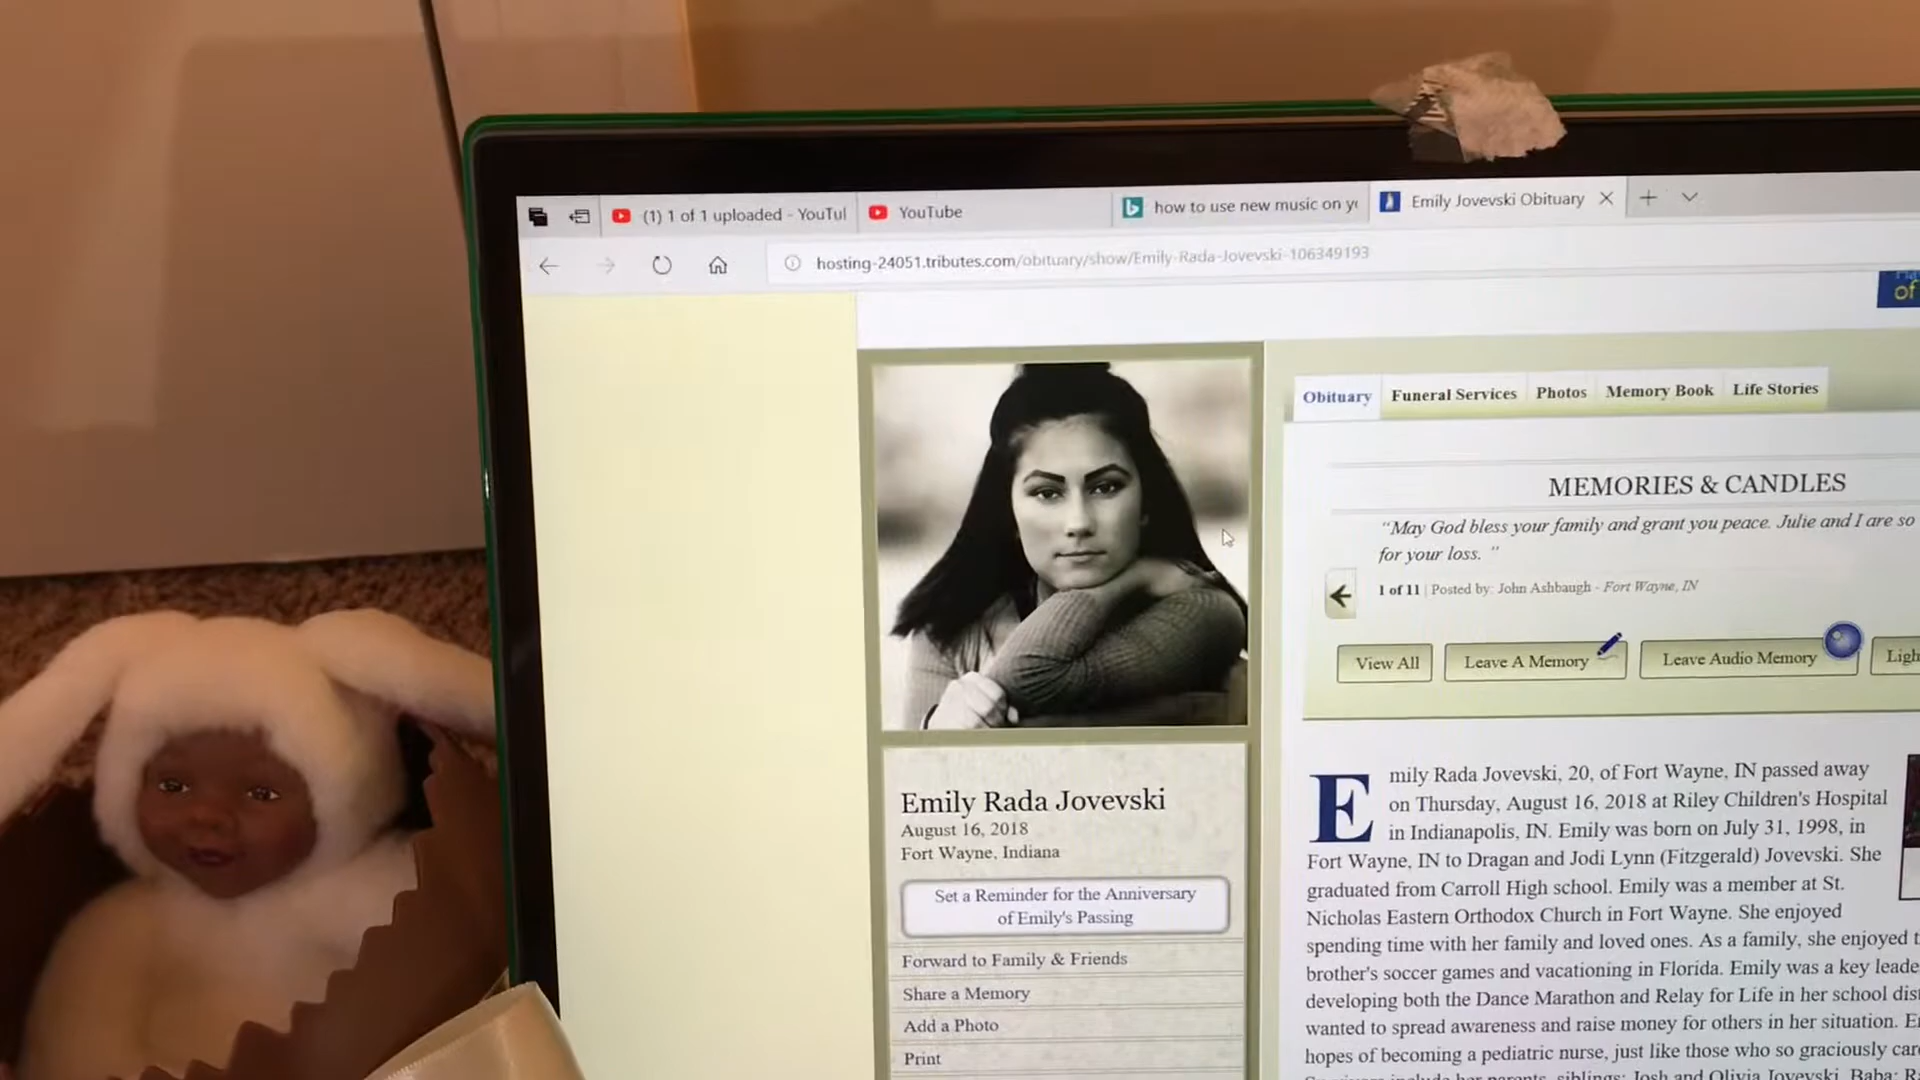 (1) 1 of 1 uploaded - YouTul
YouTube
how to use new music on y
Emily Jovevski Obituary
hosting-24051.tributes.com/obituary/show/Emily-Rada-Jovevski-106349193
of
Obituary
Funeral Services
Photos
Memory Book
Life Stories
MEMORIES & CANDLES
"May God bless your family and grant you peace. Julie and I are so
for your loss. "
1 of 11 | Posted by: John Ashbaugh - Fort Wayne, IN
View All
Leave A Memory
Leave Audio Memory
Ligh
Emily Rada Jovevski
August 16, 2018
Fort Wayne, Indiana
Set a Reminder for the Anniversary
of Emily's Passing
Forward to Family & Friends
Share a Memory
Add a Photo
Print
Emily Rada Jovevski, 20, of Fort Wayne, IN passed away
on Thursday, August 16, 2018 at Riley Children's Hospital
in Indianapolis, IN. Emily was born on July 31, 1998, in
Fort Wayne, IN to Dragan and Jodi Lynn (Fitzgerald) Jovevski. She
graduated from Carroll High school. Emily was a member at St.
Nicholas Eastern Orthodox Church in Fort Wayne. She enjoyed
spending time with her family and loved ones. As a family, she enjoyed
brother's soccer games and vacationing in Florida. Emily was a key leade
developing both the Dance Marathon and Relay for Life in her school dis
wanted to spread awareness and raise money for others in her situation. E
hopes of becoming a pediatric nurse, just like those who so graciously car
parents, siblings: Josh and Olivia Jovevski, Baba: